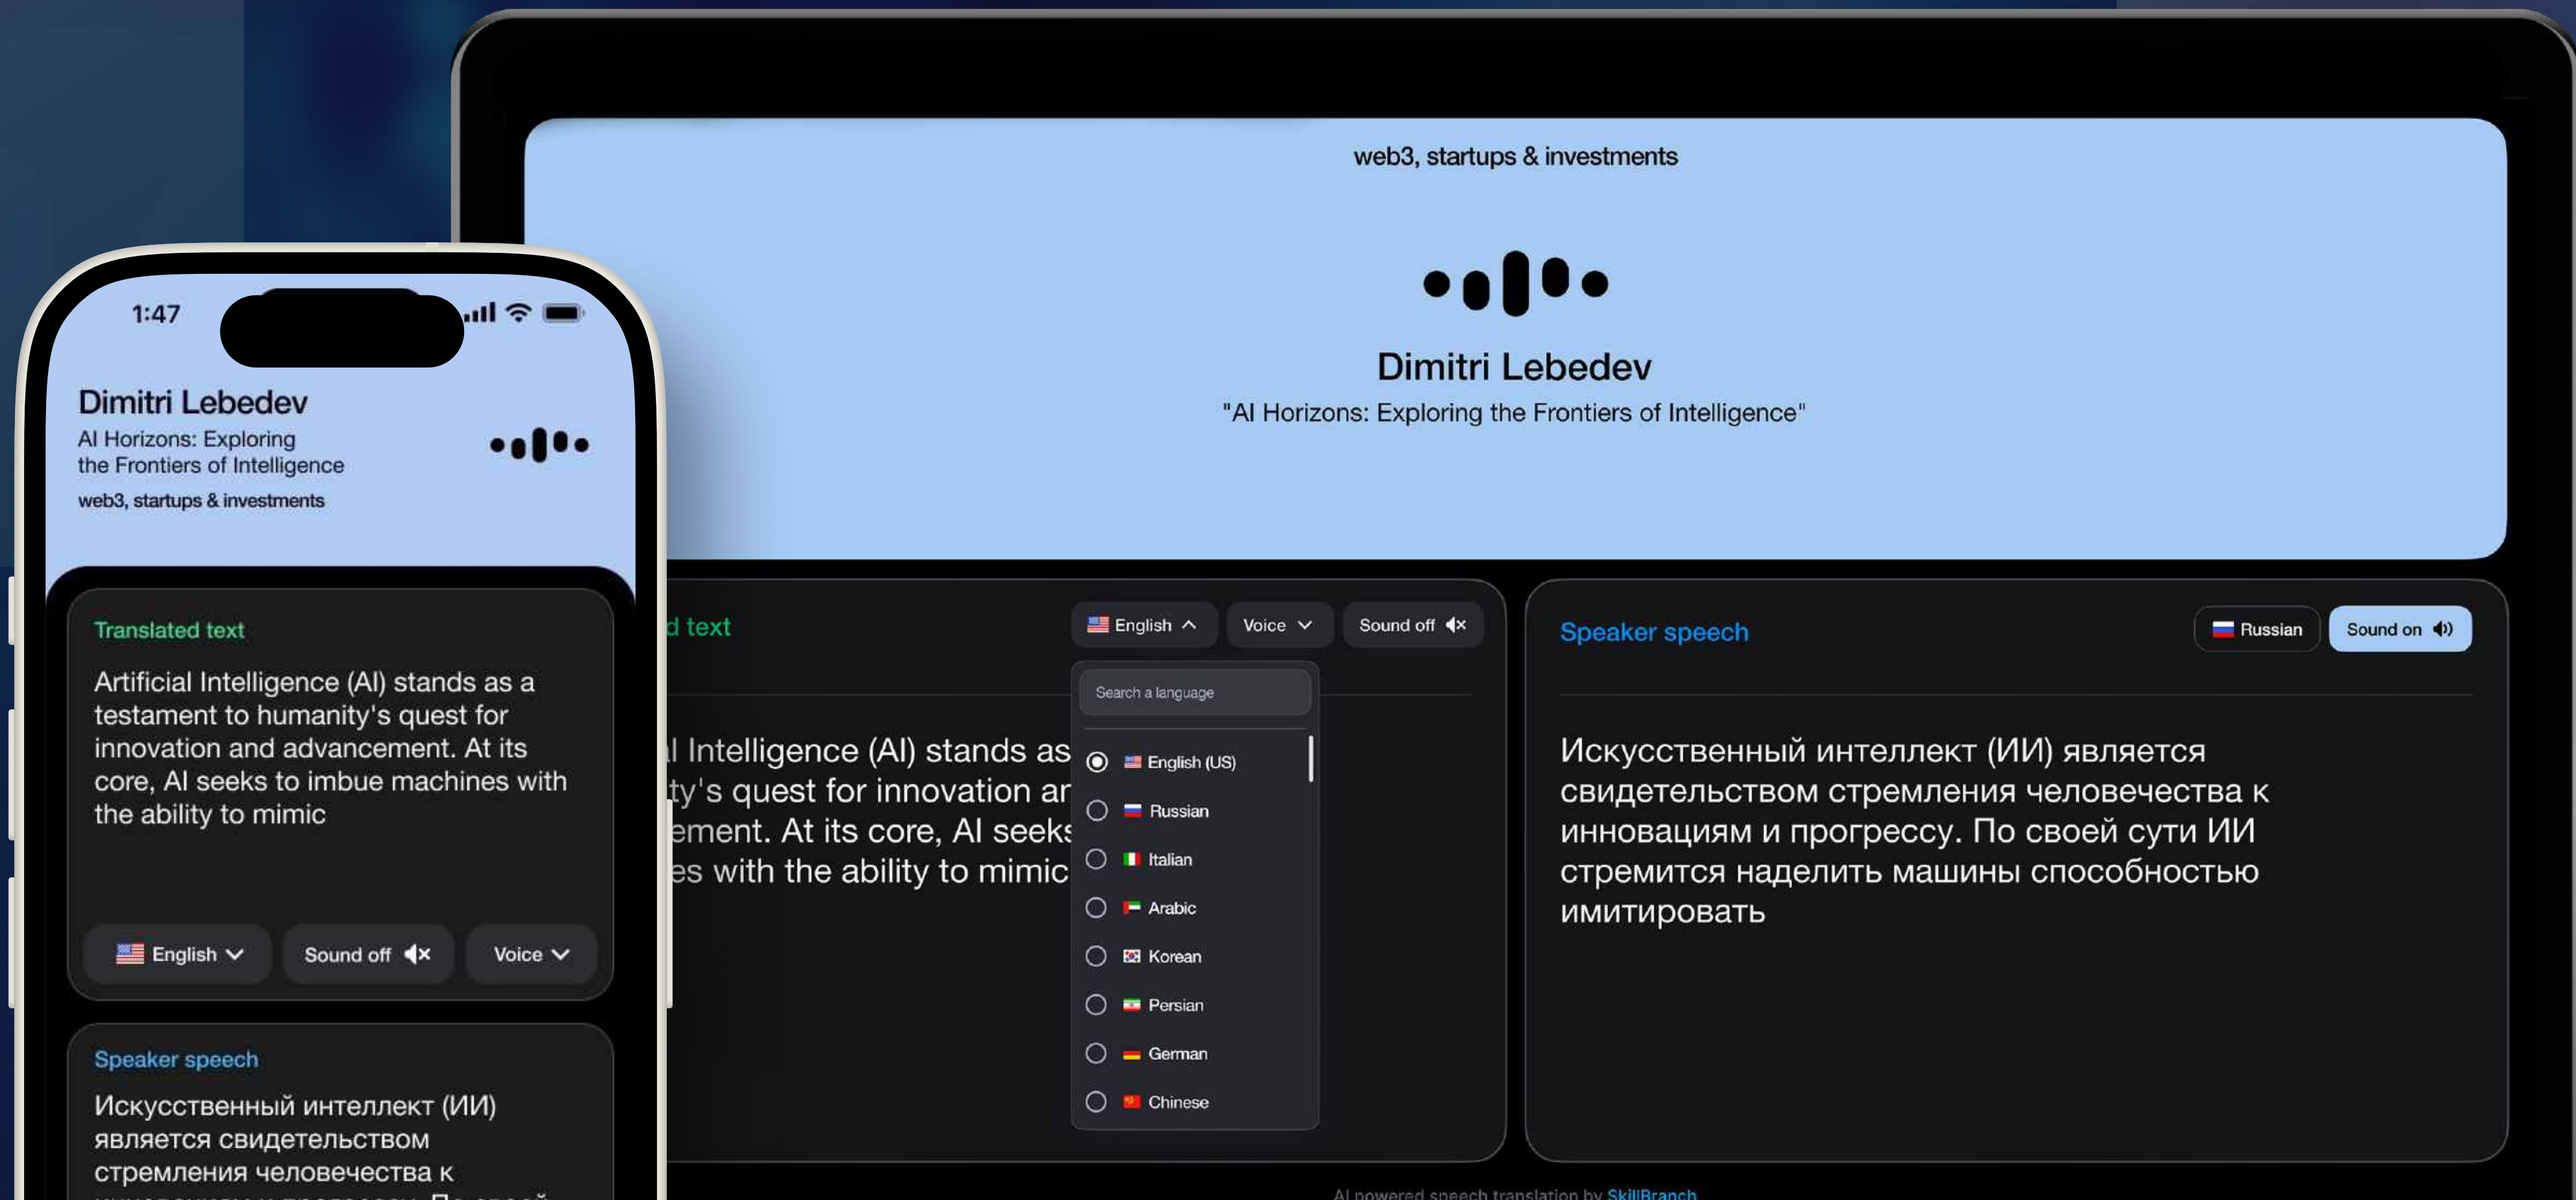 1:47
Dimitri Lebedev
AI Horizons: Exploring
the Frontiers of Intelligence
web3, startups & investments
Translated text
Artificial Intelligence (AI) stands as a
testament to humanity's quest for
innovation and advancement. At its
core, AI seeks to imbue machines with
the ability to mimic
English
Sound off
Voice
Speaker speech
Искусственный интеллект (ИИ)
является свидетельством
стремления человечества к
web3, startups & investments
Dimitri Lebedev
"AI Horizons: Exploring the Frontiers of Intelligence"
text
English
Voice
Sound off
Search a language
English (US)
Russian
Italian
Arabic
Korean
Persian
German
Chinese
Intelligence (AI) stands as
quest for innovation
At its core, AI seeks
with the ability to mimic
Speaker speech
Russian
Sound on
Искусственный интеллект (ИИ) является
свидетельством стремления человечества к
инновациям и прогрессу. По своей сути ИИ
стремится наделить машины способностью
имитировать
AI powered speech translation by SkillBranch